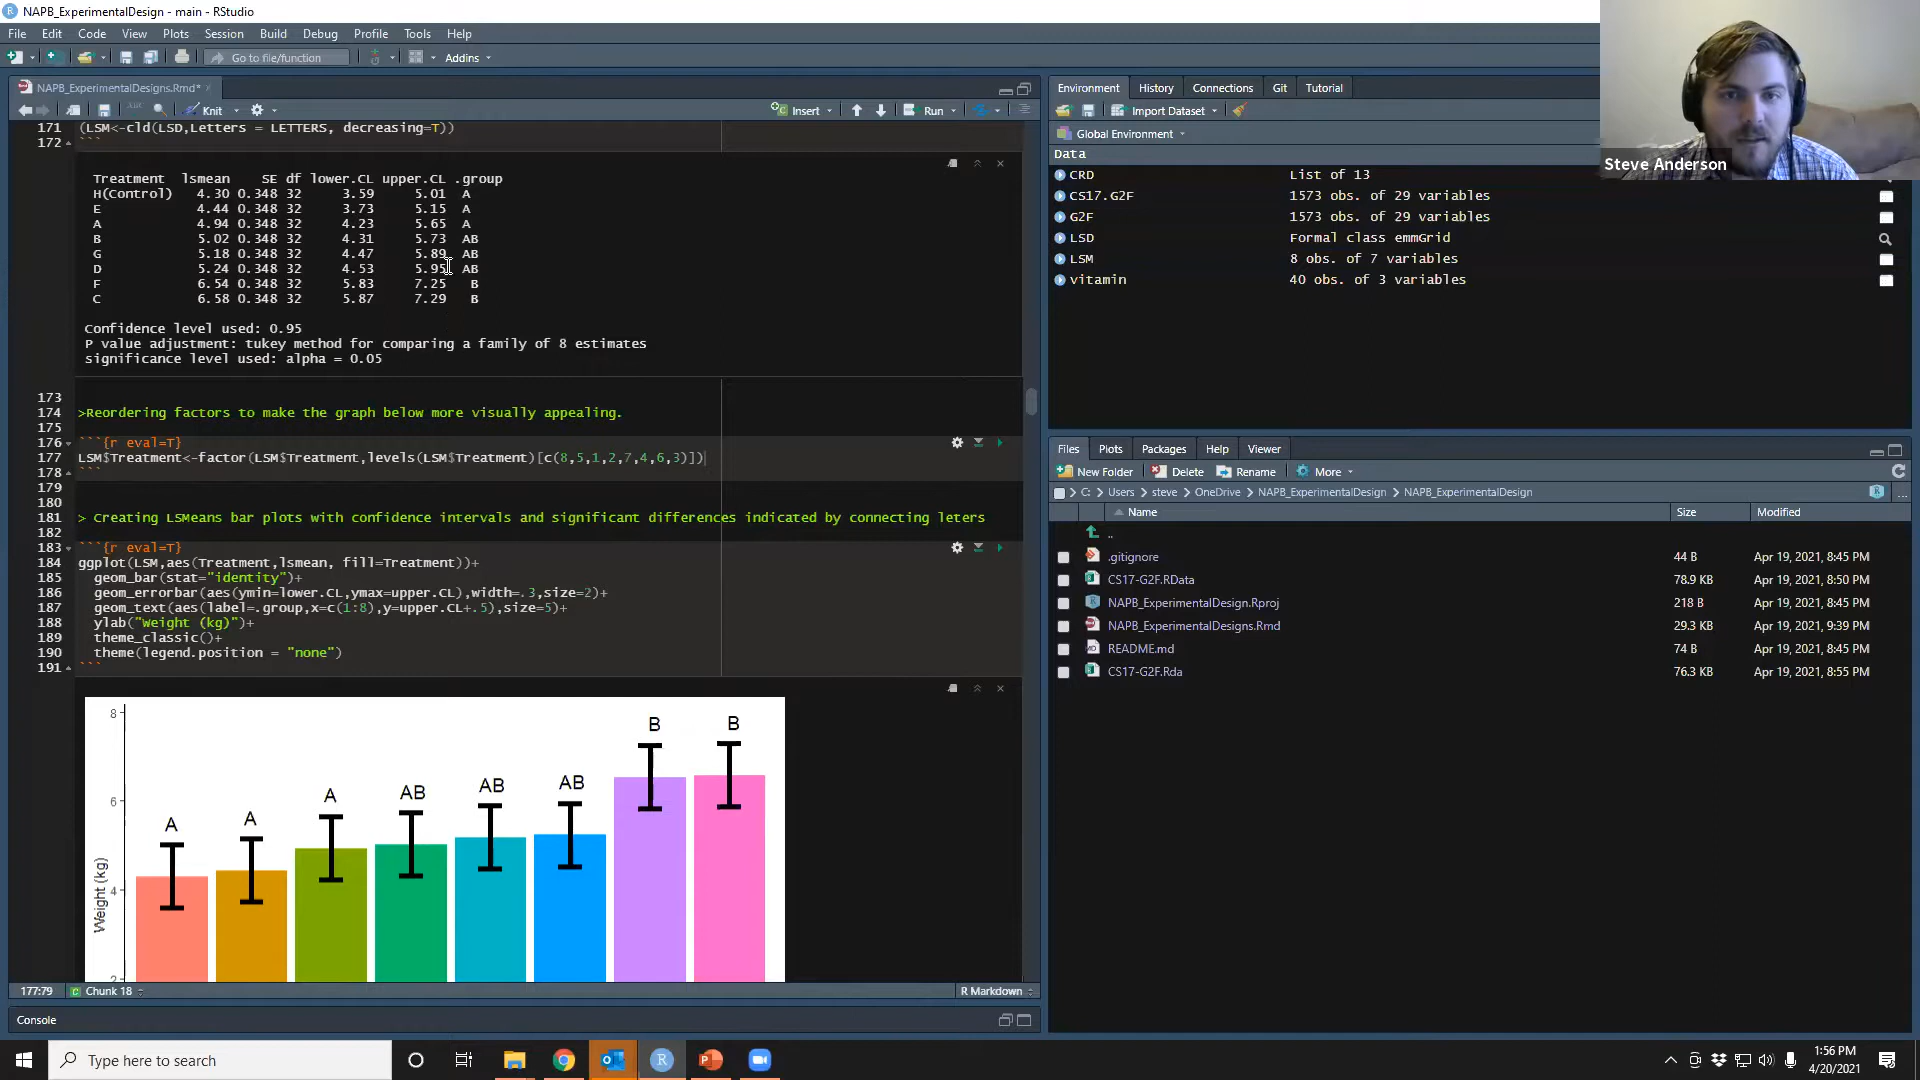 NAPB_ExperimentalDesign - main - RStudio
File Edit Code View Plots Session Build Debug Profile Tools Help
Go to file/function Addins
NAPB_ExperimentalDesigns.Rmd*
Knit Insert Run
171 (LSM<-cld(LSD,Letters = LETTERS, decreasing=T))
172 ```
Treatment lsmean SE df lower.CL upper.CL .group
H(Control) 4.30 0.348 32 3.59 5.01 A
E 4.44 0.348 32 3.73 5.15 A
A 4.94 0.348 32 4.23 5.65 A
B 5.02 0.348 32 4.31 5.73 AB
G 5.18 0.348 32 4.47 5.89 AB
D 5.24 0.348 32 4.53 5.95 AB
F 6.54 0.348 32 5.83 7.25 B
C 6.58 0.348 32 5.87 7.29 B
Confidence level used: 0.95
P value adjustment: tukey method for comparing a family of 8 estimates
significance level used: alpha = 0.05
173
174 >Reordering factors to make the graph below more visually appealing.
175
176 ```{r eval=T}
177 LSM$Treatment<-factor(LSM$Treatment,levels(LSM$Treatment)[c(8,5,1,2,7,4,6,3)])
178 ```
179
180
181 > Creating LSMeans bar plots with confidence intervals and significant differences indicated by connecting leters
182
183 ```{r eval=T}
184 ggplot(LSM,aes(Treatment,lsmean, fill=Treatment))+
185 geom_bar(stat="identity")+
186 geom_errorbar(aes(ymin=lower.CL,ymax=upper.CL),width=.3,size=2)+
187 geom_text(aes(label=.group,x=c(1:8),y=upper.CL+.5),size=5)+
188 ylab("Weight (kg)")+
189 theme_classic()+
190 theme(legend.position = "none")
191 ```
8
6
4
2
Weight (kg)
A A A AB AB AB B B
177:79 Chunk 18 R Markdown
Console
Environment History Connections Git Tutorial
Import Dataset
Global Environment
Data
CRD List of 13
CS17.G2F 1573 obs. of 29 variables
G2F 1573 obs. of 29 variables
LSD Formal class emmGrid
LSM 8 obs. of 7 variables
vitamin 40 obs. of 3 variables
Files Plots Packages Help Viewer
New Folder Delete Rename More
C: Users steve OneDrive NAPB_ExperimentalDesign NAPB_ExperimentalDesign
Name Size Modified
..
.gitignore 44 B Apr 19, 2021, 8:45 PM
CS17-G2F.RData 78.9 KB Apr 19, 2021, 8:50 PM
NAPB_ExperimentalDesign.Rproj 218 B Apr 19, 2021, 8:45 PM
NAPB_ExperimentalDesigns.Rmd 29.3 KB Apr 19, 2021, 9:39 PM
README.md 74 B Apr 19, 2021, 8:45 PM
CS17-G2F.Rda 76.3 KB Apr 19, 2021, 8:55 PM
Steve Anderson
Type here to search
1:56 PM
4/20/2021